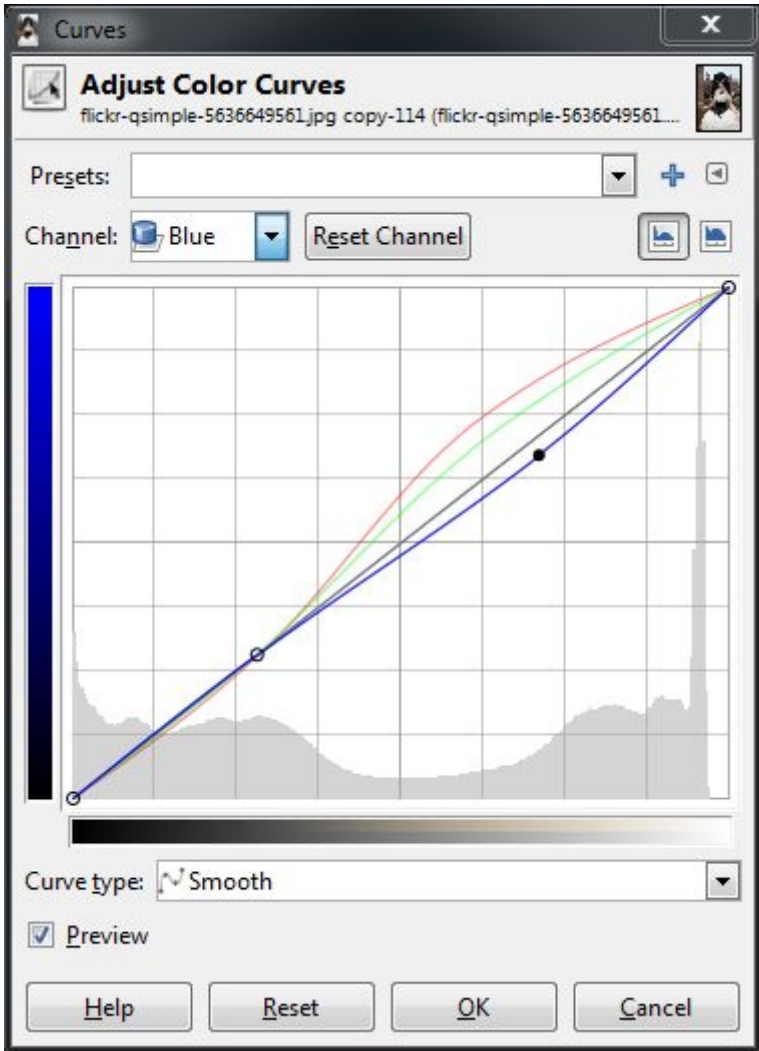 Curves
Adjust Color Curves
flickr-qsimple-5636649561.jpg copy-114 (flickr-qsimple-5636649561....
Presets:
Channel: Blue Reset Channel
Curve type: Smooth
Preview
Help Reset OK Cancel